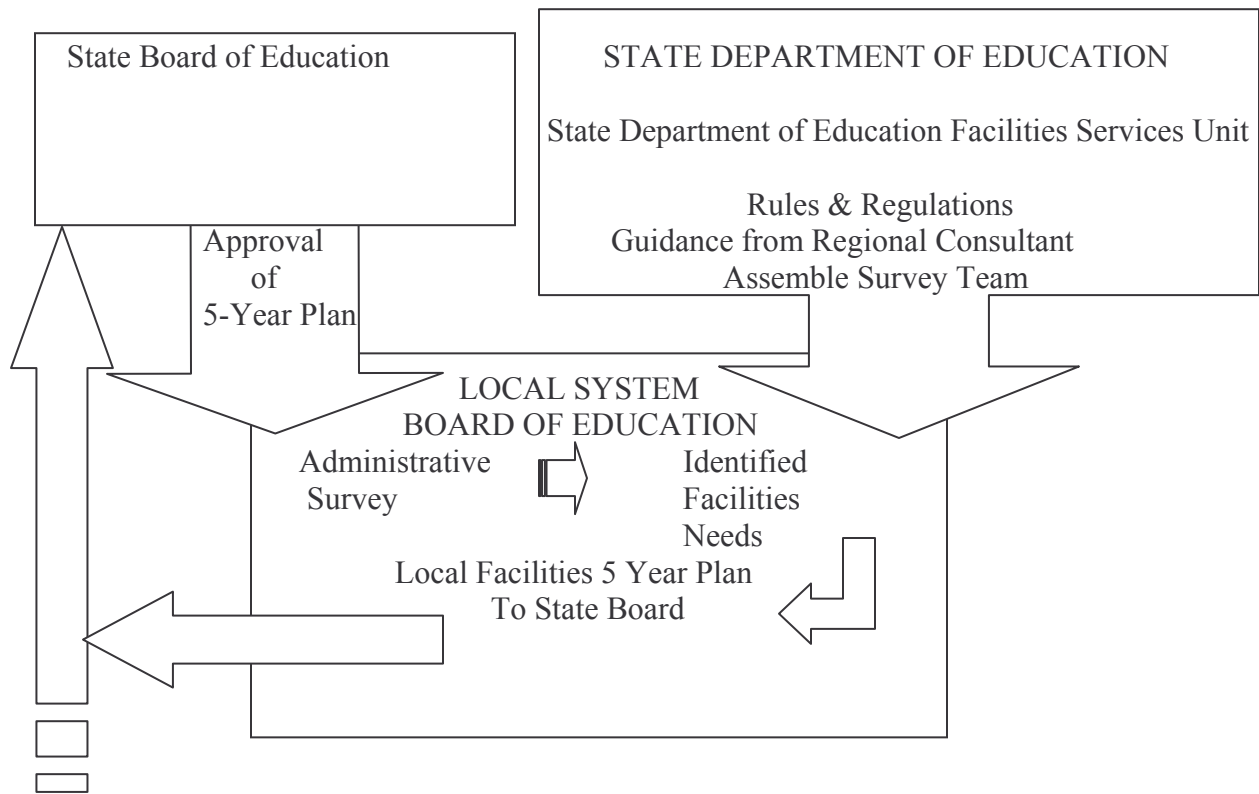 State Board of Education
STATE DEPARTMENT OF EDUCATION
State Department of Education Facilities Services Unit
Rules & Regulations
Guidance from Regional Consultant
Assemble Survey Team
Approval
of
5-Year Plan
LOCAL SYSTEM
BOARD OF EDUCATION
Administrative
Survey
Identified
Facilities
Needs
Local Facilities 5 Year Plan
To State Board